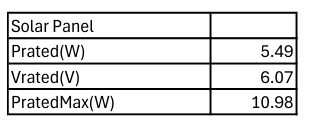 Solar Panel
Prated(W) 5.49
Vrated(V) 6.07
PratedMax(W) 10.98